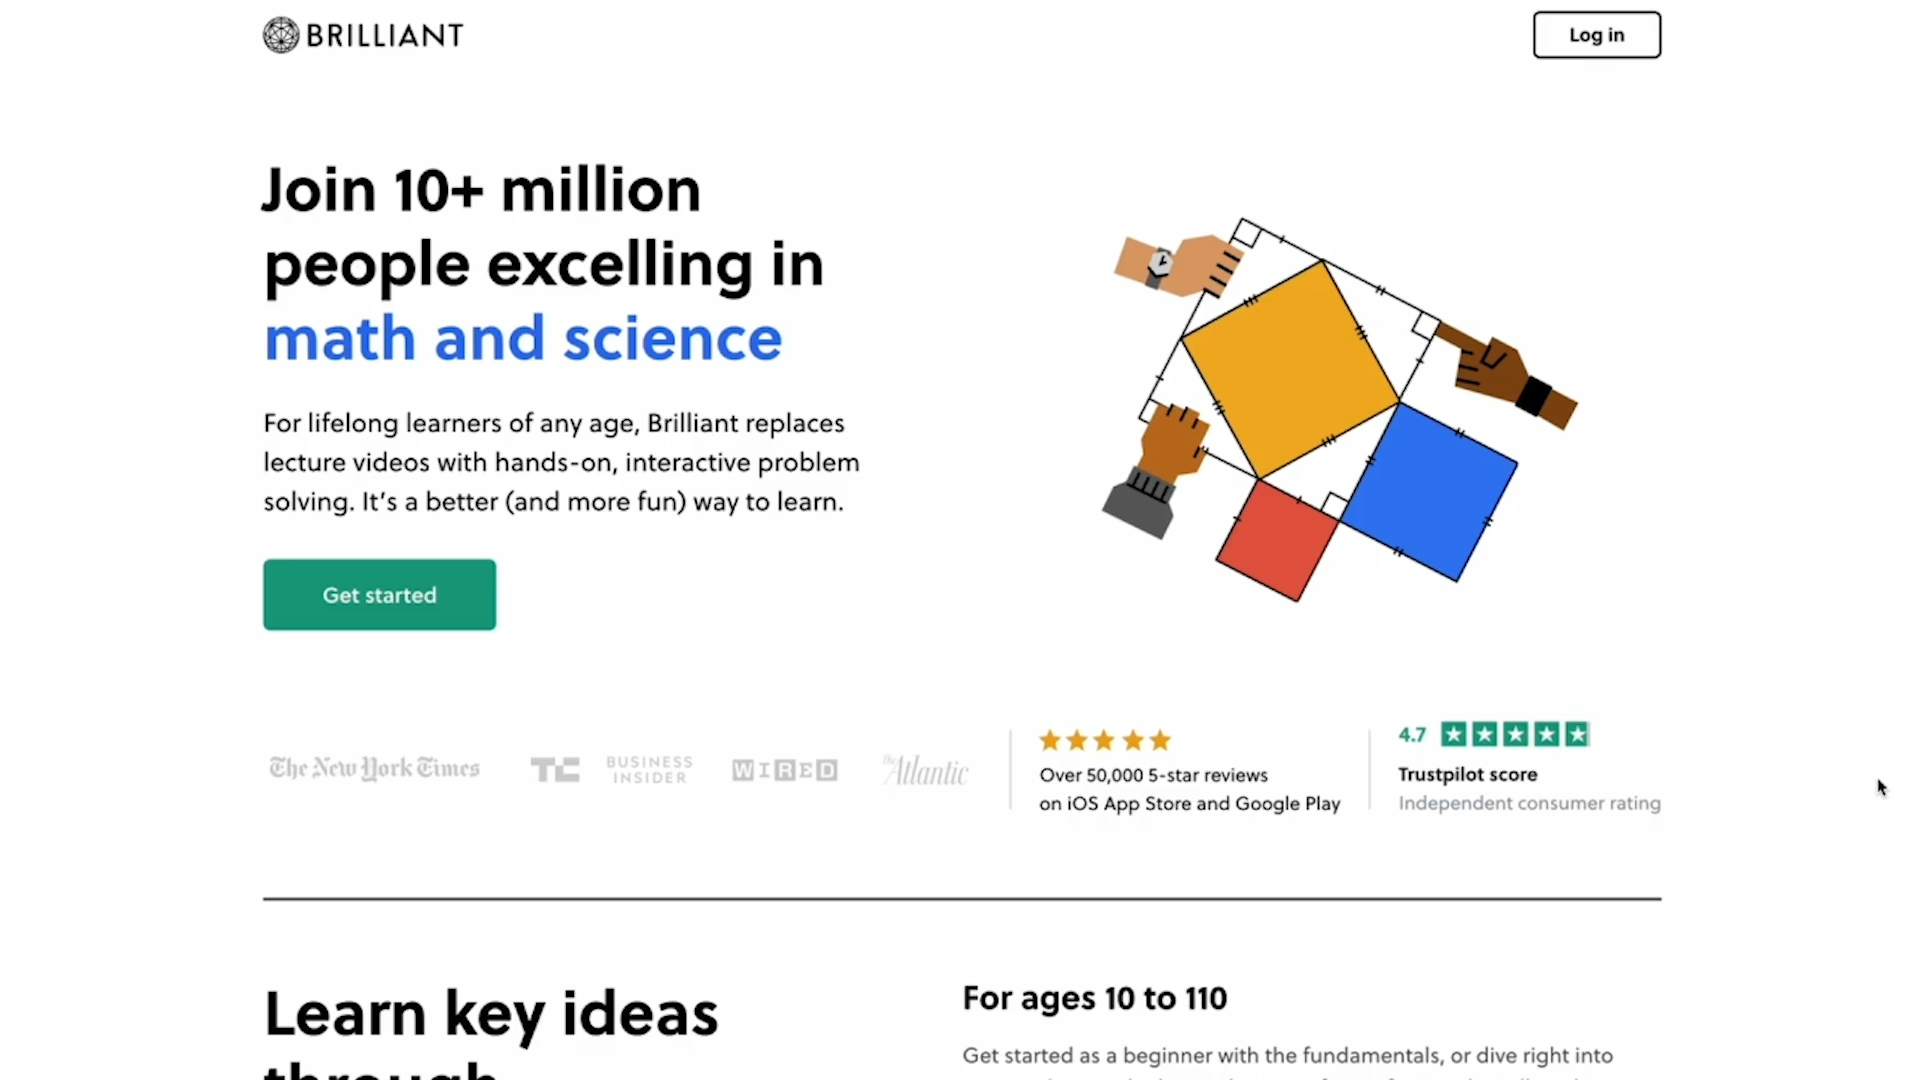 BRILLIANT
Log in
Join 10+ million
people excelling in
math and science
For lifelong learners of any age, Brilliant replaces
lecture videos with hands-on, interactive problem
solving. It's a better (and more fun) way to learn.
Get started
The New York Times
TC
BUSINESS
INSIDER
WIRED
The Atlantic
Over 50,000 5-star reviews
on iOS App Store and Google Play
4.7
Trustpilot score
Independent consumer rating
Learn key ideas
through
For ages 10 to 110
Get started as a beginner with the fundamentals, or dive right into